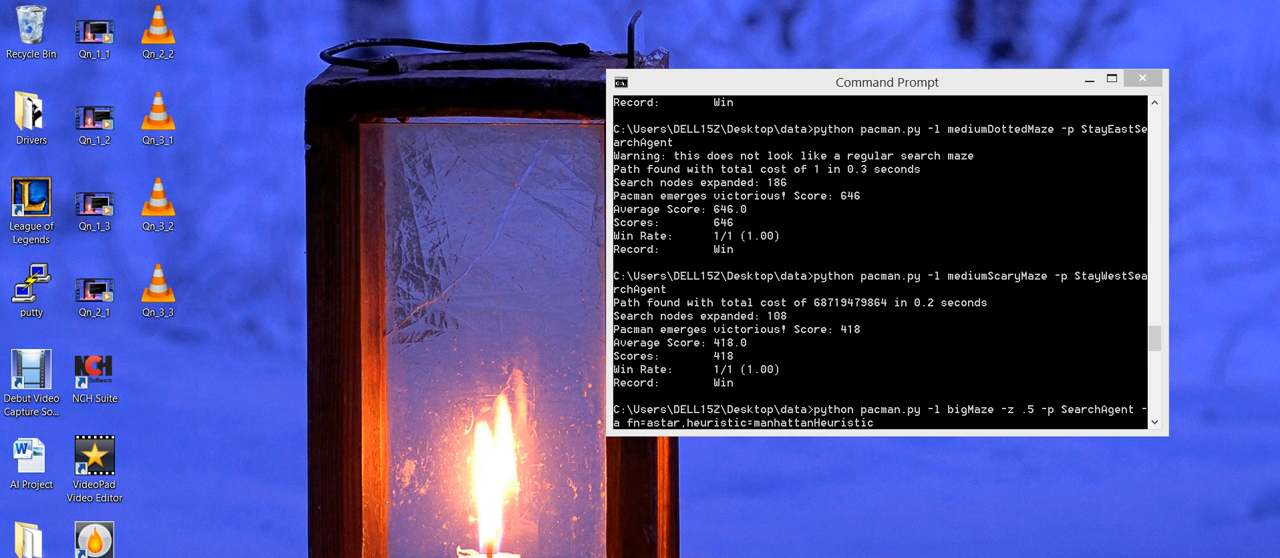 Recycle Bin
Qn_1_1
Qn_2_2
Drivers
Qn_1_2
Qn_3_1
League of
Legends
Qn_1_3
Qn_3_2
putty
Qn_2_1
Qn_3_3
Debut Video
Capture So...
NCH
Software
NCH Suite
AI Project
VideoPad
Video Editor
Command Prompt
Record:        Win
C:\Users\DELL15Z\Desktop\data>python pacman.py -l mediumDottedMaze -p StayEastSe
archAgent
Warning: this does not look like a regular search maze
Path found with total cost of 1 in 0.3 seconds
Search nodes expanded: 186
Pacman emerges victorious! Score: 646
Average Score: 646.0
Scores:        646
Win Rate:      1/1 (1.00)
Record:        Win
C:\Users\DELL15Z\Desktop\data>python pacman.py -l mediumScaryMaze -p StayWestSea
rchAgent
Path found with total cost of 68719479864 in 0.2 seconds
Search nodes expanded: 108
Pacman emerges victorious! Score: 418
Average Score: 418.0
Scores:        418
Win Rate:      1/1 (1.00)
Record:        Win
C:\Users\DELL15Z\Desktop\data>python pacman.py -l bigMaze -z .5 -p SearchAgent -
a fn=astar,heuristic=manhattanHeuristic